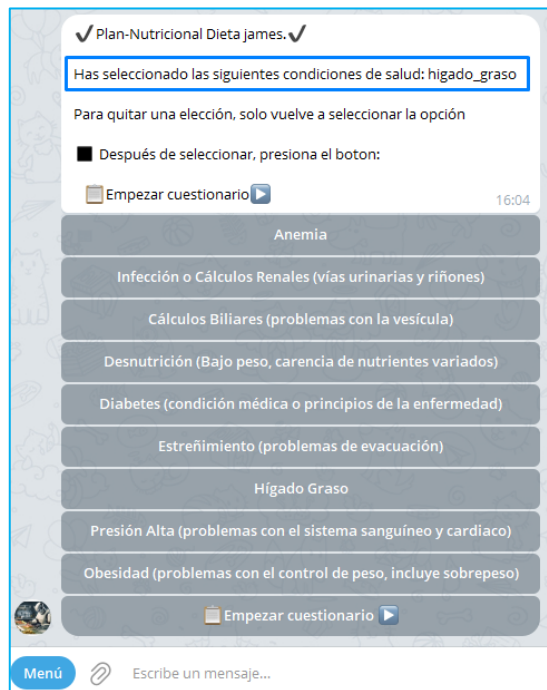 ✔Plan-Nutricional Dieta james.✔
Has seleccionado las siguientes condiciones de salud: higado_graso
Para quitar una elección, solo vuelve a seleccionar la opción
⬛ Después de seleccionar, presiona el boton:
📋Empezar cuestionario▶
16:04
Anemia
Infección o Cálculos Renales (vías urinarias y riñones)
Cálculos Biliares (problemas con la vesícula)
Desnutrición (Bajo peso, carencia de nutrientes variados)
Diabetes (condición médica o principios de la enfermedad)
Estreñimiento (problemas de evacuación)
Hígado Graso
Presión Alta (problemas con el sistema sanguíneo y cardiaco)
Obesidad (problemas con el control de peso, incluye sobrepeso)
📋 Empezar cuestionario ▶
Menú
Escribe un mensaje...